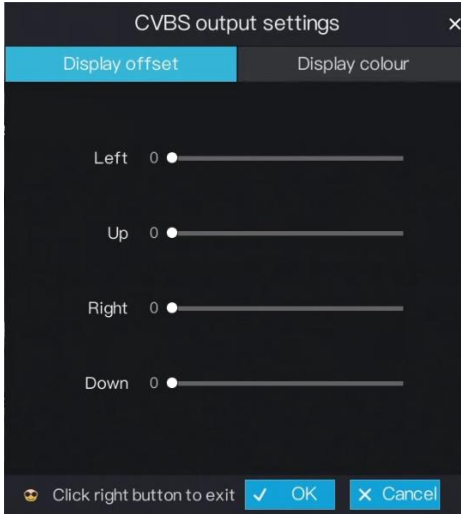 CVBS output settings ×
Display offset Display colour
Left 0
Up 0
Right 0
Down 0
Click right button to exit ✓ OK × Cancel